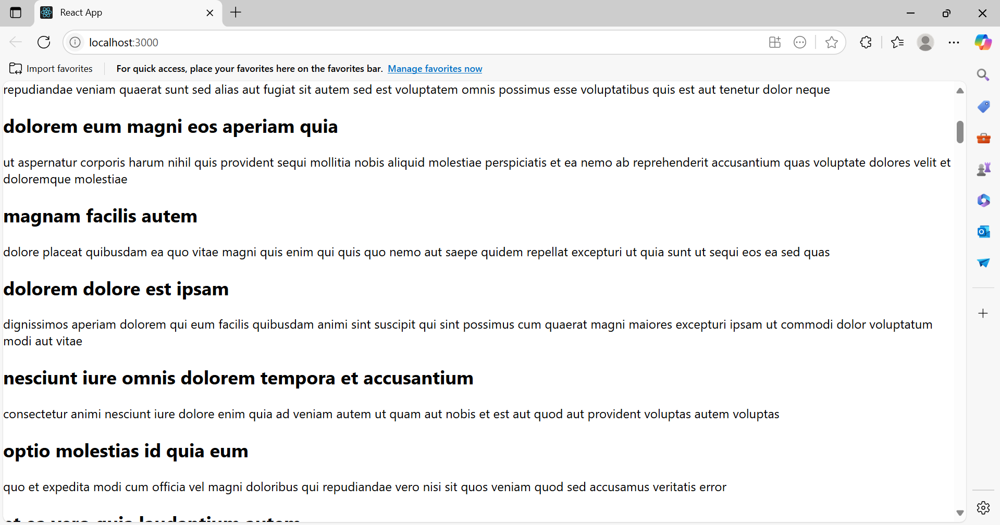 React App
localhost:3000
Import favorites
For quick access, place your favorites here on the favorites bar. Manage favorites now
repudiandae veniam quaerat sunt sed alias aut fugiat sit autem sed est voluptatem omnis possimus esse voluptatibus quis est aut tenetur dolor neque
dolorem eum magni eos aperiam quia
ut aspernatur corporis harum nihil quis provident sequi mollitia nobis aliquid molestiae perspiciatis et ea nemo ab reprehenderit accusantium quas voluptate dolores velit et
doloremque molestiae
magnam facilis autem
dolore placeat quibusdam ea quo vitae magni quis enim qui quis quo nemo aut saepe quidem repellat excepturi ut quia sunt ut sequi eos ea sed quas
dolorem dolore est ipsam
dignissimos aperiam dolorem qui eum facilis quibusdam animi sint suscipit qui sint possimus cum quaerat magni maiores excepturi ipsam ut commodi dolor voluptatum
modi aut vitae
nesciunt iure omnis dolorem tempora et accusantium
consectetur animi nesciunt iure dolore enim quia ad veniam autem ut quam aut nobis et est aut quod aut provident voluptas autem voluptas
optio molestias id quia eum
quo et expedita modi cum officia vel magni doloribus qui repudiandae vero nisi sit quos veniam quod sed accusamus veritatis error
et ea vero quia laudantium autem